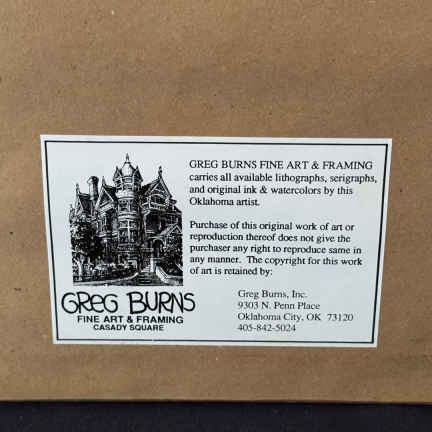 GREG BURNS FINE ART & FRAMING
carries all available lithographs, serigraphs,
and original ink & watercolors by this
Oklahoma artist.
Purchase of this original work of art or
reproduction thereof does not give the
purchaser any right to reproduce same in
any manner. The copyright for this work
of art is retained by:
Greg Burns, Inc.
9303 N. Penn Place
Oklahoma City, OK 73120
405-842-5024
GREG BURNS
FINE ART & FRAMING
CASADY SQUARE